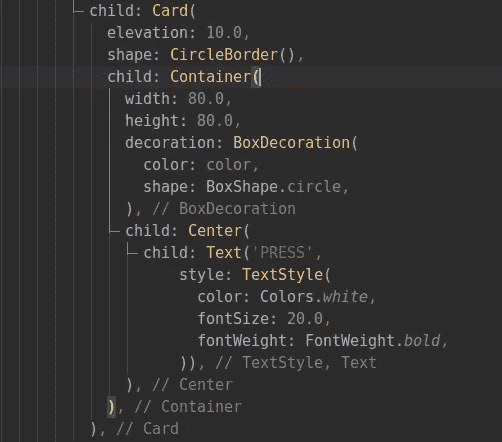 child: Card(
elevation: 10.0,
shape: CircleBorder(),
child: Container(
width: 80.0,
height: 80.0,
decoration: BoxDecoration(
color: color,
shape: BoxShape.circle,
), // BoxDecoration
child: Center(
child: Text('PRESS',
style: TextStyle(
color: Colors.white,
fontSize: 20.0,
fontWeight: FontWeight.bold,
)), // TextStyle, Text
), // Center
), // Container
), // Card